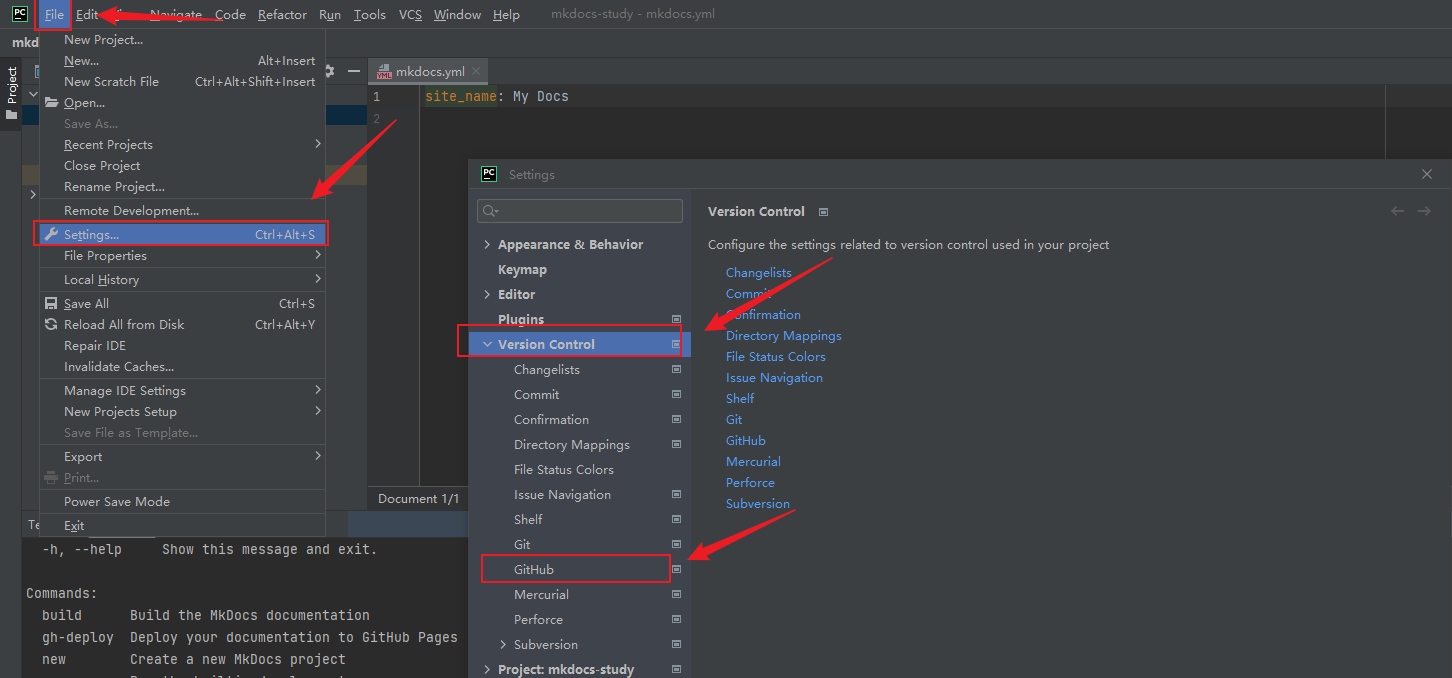 PC File Edit Navigate Code Refactor Run Tools VCS Window Help mkdocs-study - mkdocs.yml
mkd
Project
New Project...
New... Alt+Insert
New Scratch File Ctrl+Alt+Shift+Insert
Open...
Save As...
Recent Projects
Close Project
Rename Project...
Remote Development...
Settings... Ctrl+Alt+S
File Properties
Local History
Save All Ctrl+S
Reload All from Disk Ctrl+Alt+Y
Repair IDE
Invalidate Caches...
Manage IDE Settings
New Projects Setup
Save File as Template...
Export
Print...
Power Save Mode
Exit
YML mkdocs.yml
1 site_name: My Docs
2
Document 1/1
Te
-h, --help Show this message and exit.
Commands:
build Build the MkDocs documentation
gh-deploy Deploy your documentation to GitHub Pages
new Create a new MkDocs project
PC Settings
Appearance & Behavior
Keymap
Editor
Plugins
Version Control
Changelists
Commit
Confirmation
Directory Mappings
File Status Colors
Issue Navigation
Shelf
Git
GitHub
Mercurial
Perforce
Subversion
Project: mkdocs-study
Version Control
Configure the settings related to version control used in your project
Changelists
Commit
Confirmation
Directory Mappings
File Status Colors
Issue Navigation
Shelf
Git
GitHub
Mercurial
Perforce
Subversion